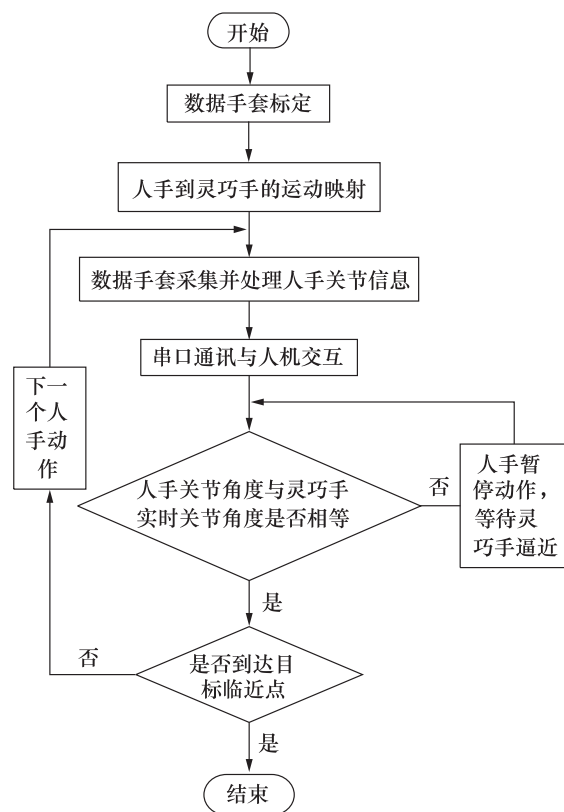 开始
数据手套标定
人手到灵巧手的运动映射
数据手套采集并处理人手关节信息
串口通讯与人机交互
下一
个人
手动
作
人手关节角度与灵巧手
实时关节角度是否相等
否
人手暂
停动作，
等待灵
巧手逼近
是
否
是否到达目
标临近点
是
结束